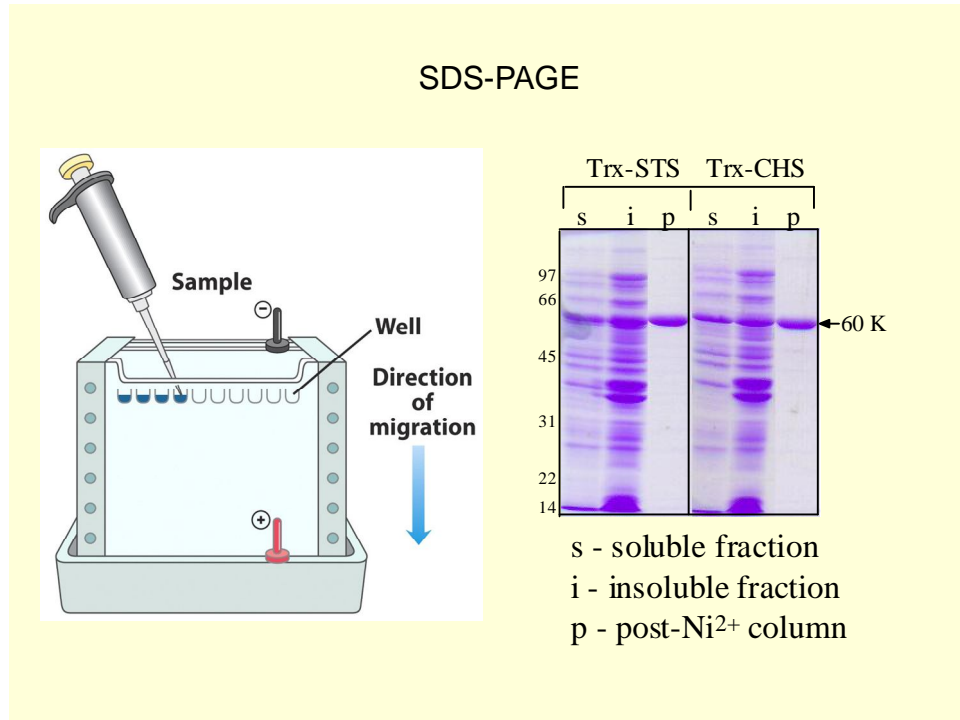 SDS-PAGE
Sample
−
Well
Direction
of
migration
+
Trx-STS Trx-CHS
s i p s i p
97
66
60 K
45
31
22
14
s - soluble fraction
i - insoluble fraction
p - post-Ni2+ column